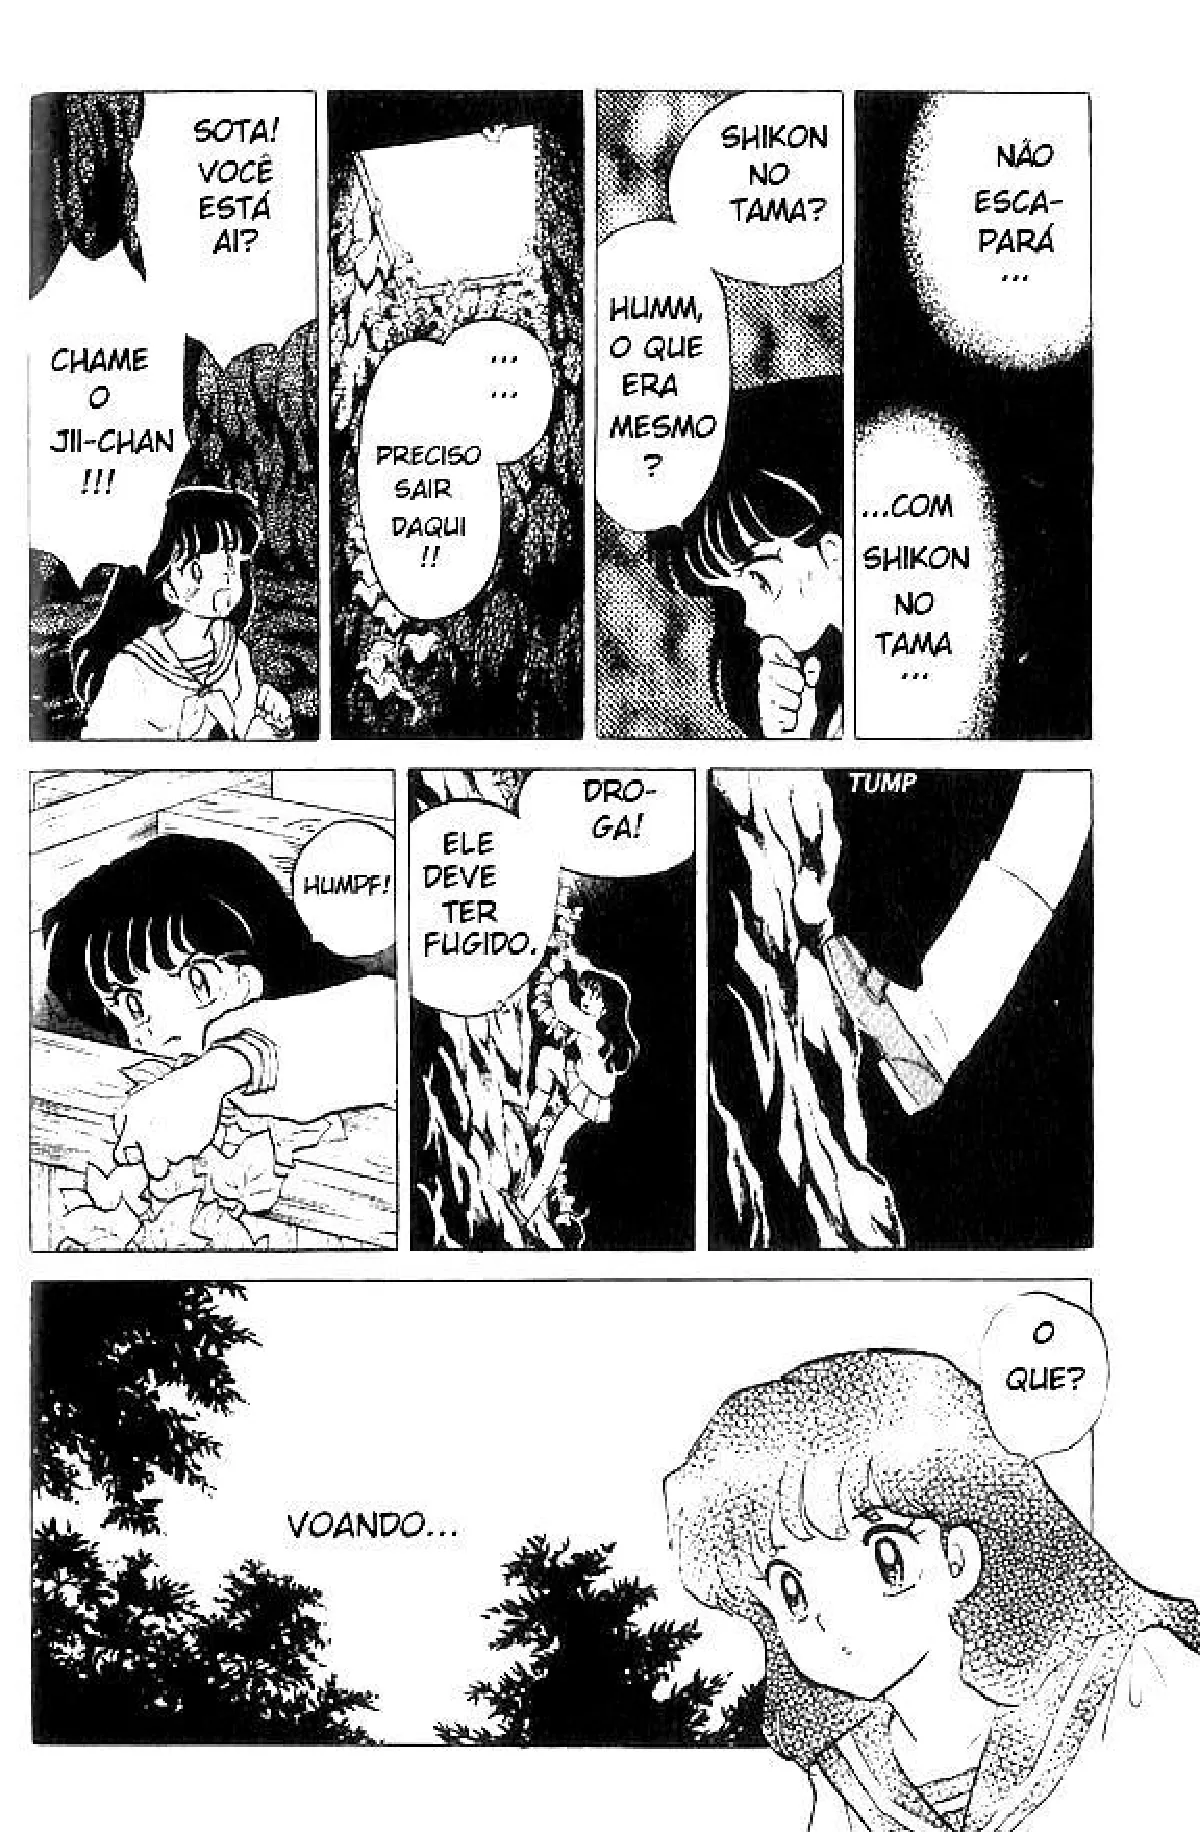 NÃO
ESCA-
PARÁ
...
...COM
SHIKON
NO
TAMA
...
SHIKON
NO
TAMA?
HUMM,
O QUE
ERA
MESMO
?
...
...
PRECISO
SAIR
DAQUI
!!
SOTA!
VOCÊ
ESTÁ
AI?
CHAME
O
JII-CHAN
!!!
TUMP
DRO-
GA!
ELE
DEVE
TER
FUGIDO.
HUMPF!
O
QUE?
VOANDO...